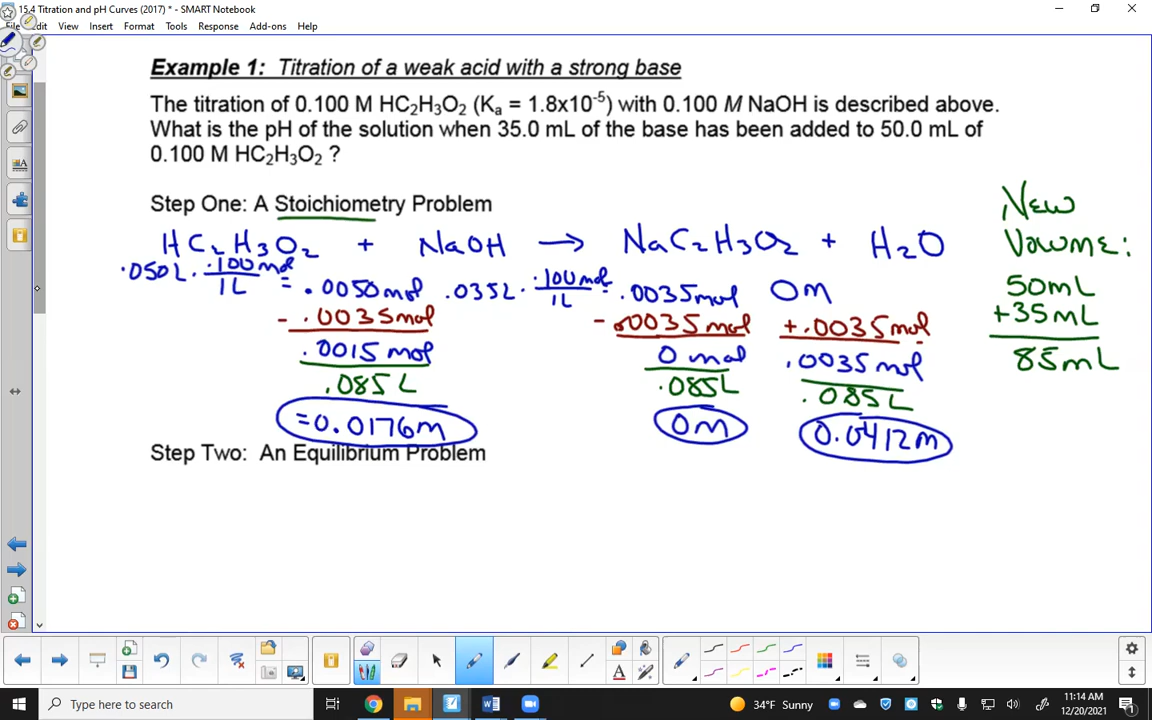 15.4 Titration and pH Curves (2017) * - SMART Notebook
Edit View Insert Format Tools Response Add-ons Help
Example 1: Titration of a weak acid with a strong base
The titration of 0.100 M HC₂H₃O₂ (Kₐ = 1.8x10⁻⁵) with 0.100 M NaOH is described above.
What is the pH of the solution when 35.0 mL of the base has been added to 50.0 mL of
0.100 M HC₂H₃O₂ ?
Step One: A Stoichiometry Problem
HC₂H₃O₂ + NaOH → NaC₂H₃O₂ + H₂O
.050L . .100mol / 1L = .0050mol .035L . .100mol / 1L = .0035mol 0M
- .0035mol - .0035mol + .0035mol
.0015 mol 0 mol .0035 mol
.085 L .085L .085L
=0.0176M 0M 0.0412M
New
Volume:
50mL
+35mL
85mL
Step Two: An Equilibrium Problem
Type here to search
34°F Sunny
11:14 AM
12/20/2021
1